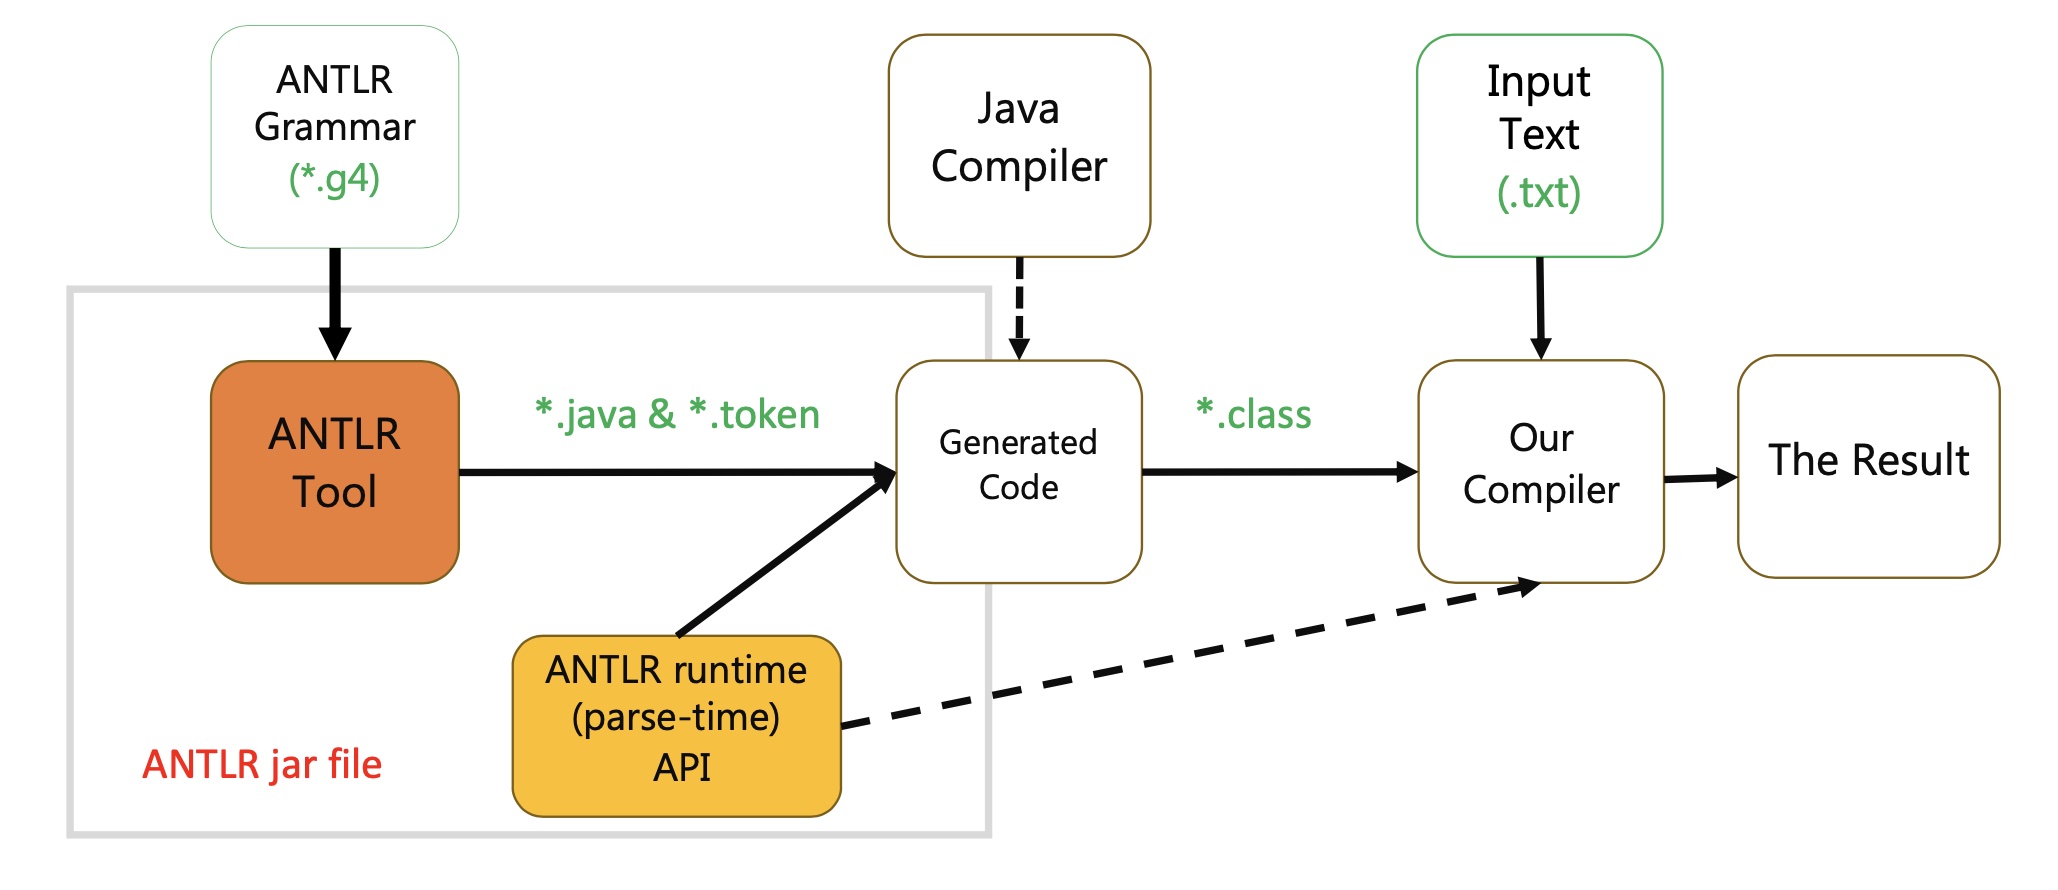 ANTLR
Grammar
(*.g4)
Java
Compiler
Input
Text
(.txt)
ANTLR
Tool
*.java & *.token
Generated
Code
*.class
Our
Compiler
The Result
ANTLR runtime
(parse-time)
API
ANTLR jar file